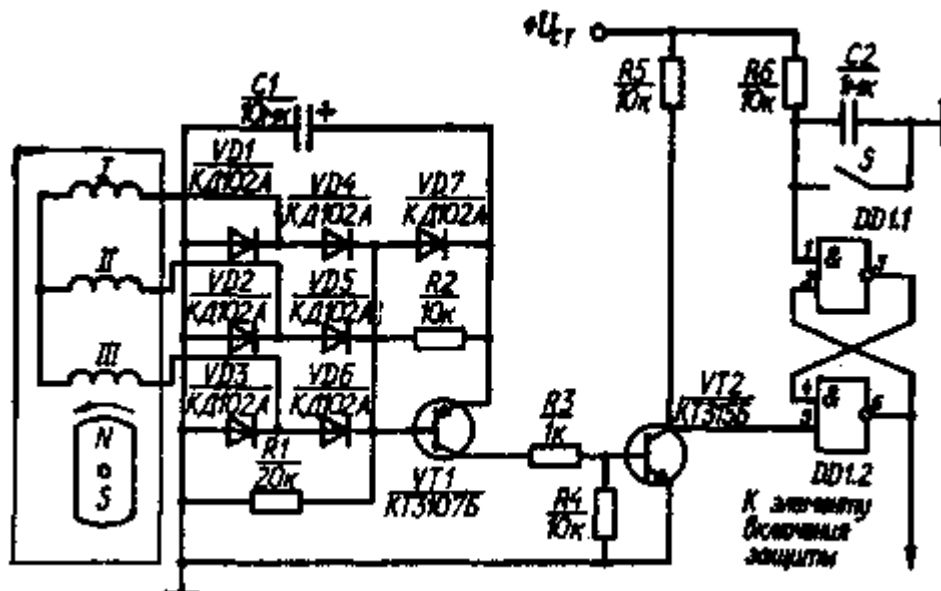 +Uст
C1
10мк
+
R5
10к
R6
10к
C2
1мк
S
I
VD1
КД102А
VD4
КД102А
VD7
КД102А
DD1.1
1
2
&
3
II
VD2
КД102А
VD5
КД102А
R2
10к
III
VD3
КД102А
VD6
КД102А
R3
1к
VT2
КТ315Б
4
5
&
6
N
S
R1
20к
VT1
КТ3107Б
R4
10к
DD1.2
К элементу
включения
защиты